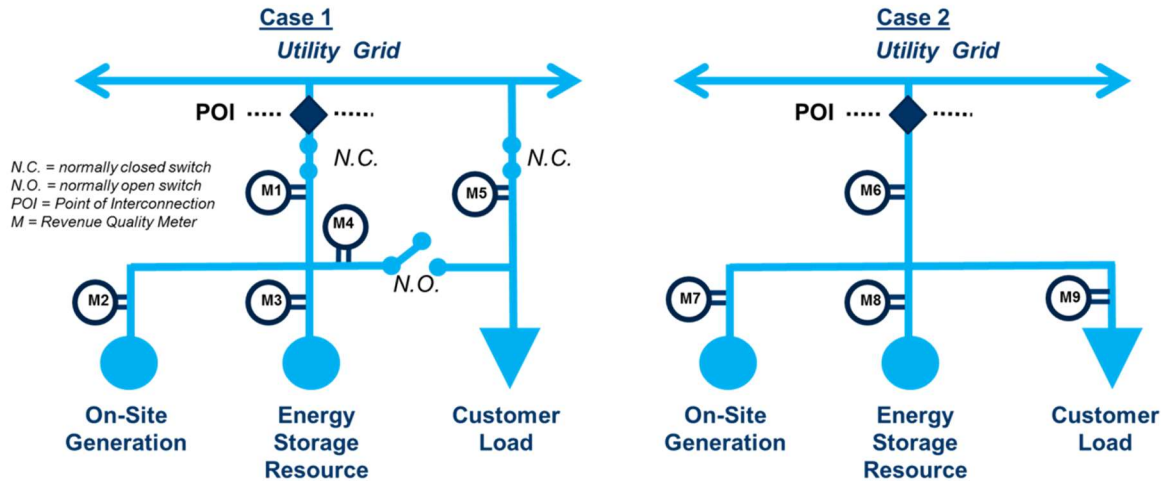 Case 1
Utility Grid
POI
N.C.
N.C.
N.C. = normally closed switch
N.O. = normally open switch
POI = Point of Interconnection
M = Revenue Quality Meter
M1
M5
M4
N.O.
M2
M3
On-Site
Generation
Energy
Storage
Resource
Customer
Load
Case 2
Utility Grid
POI
M6
M7
M8
M9
On-Site
Generation
Energy
Storage
Resource
Customer
Load